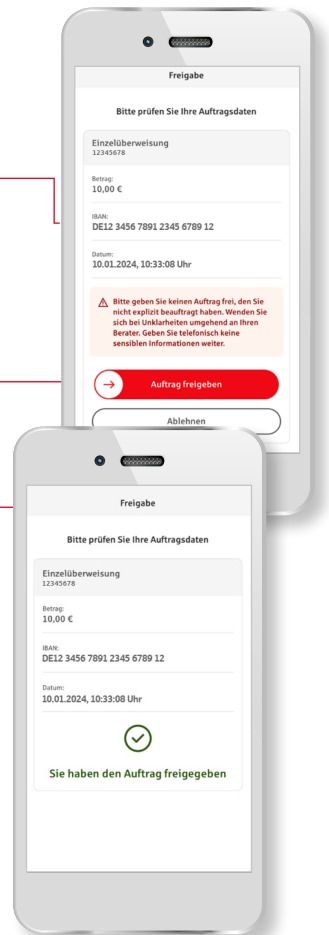 Freigabe
Bitte prüfen Sie Ihre Auftragsdaten
Einzelüberweisung
12345678
Betrag:
10,00 €
IBAN:
DE12 3456 7891 2345 6789 12
Datum:
10.01.2024, 10:33:08 Uhr
Bitte geben Sie keinen Auftrag frei, den Sie
nicht explizit beauftragt haben. Wenden Sie
sich bei Unklarheiten umgehend an Ihren
Berater. Geben Sie telefonisch keine
sensiblen Informationen weiter.
Auftrag freigeben
Ablehnen
Freigabe
Bitte prüfen Sie Ihre Auftragsdaten
Einzelüberweisung
12345678
Betrag:
10,00 €
IBAN:
DE12 3456 7891 2345 6789 12
Datum:
10.01.2024, 10:33:08 Uhr
Sie haben den Auftrag freigegeben